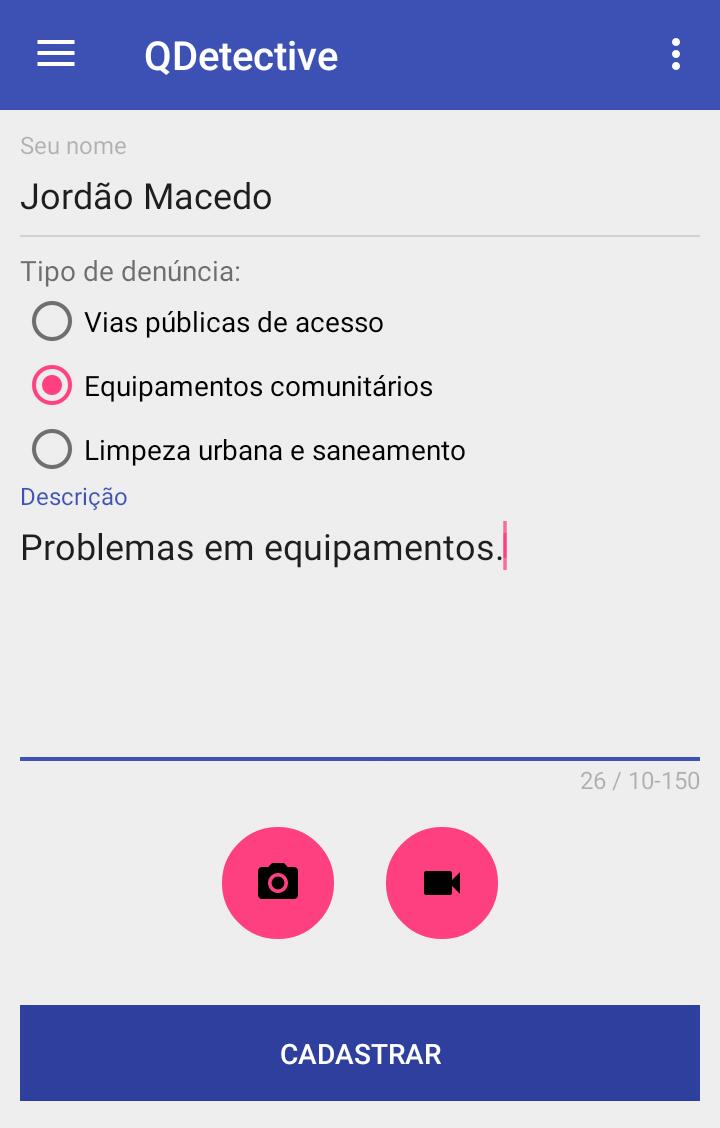 QDetective
Seu nome
Jordão Macedo
Tipo de denúncia:
Vias públicas de acesso
Equipamentos comunitários
Limpeza urbana e saneamento
Descrição
Problemas em equipamentos.
26 / 10-150
CADASTRAR